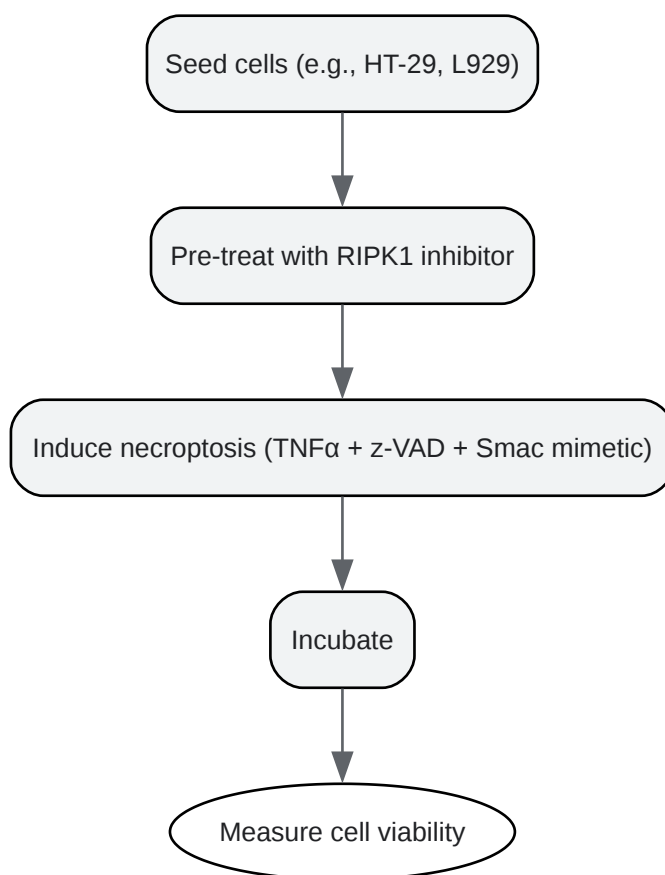 Seed cells (e.g., HT-29, L929)
Pre-treat with RIPK1 inhibitor
Induce necroptosis (TNFα + z-VAD + Smac mimetic)
Incubate
Measure cell viability